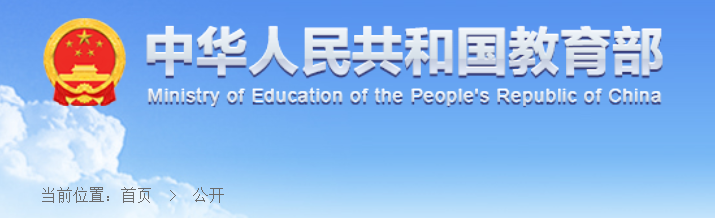 中华人民共和国教育部
Ministry of Education of the People's Republic of China
当前位置：首页 > 公开